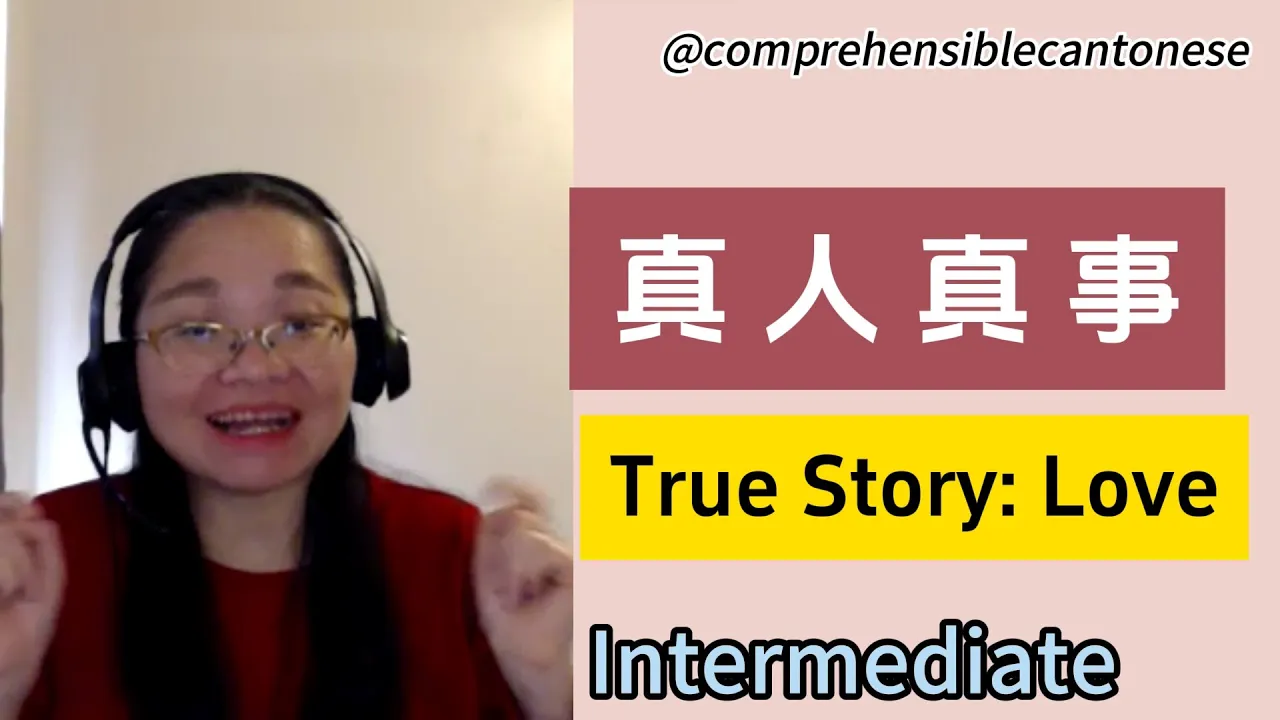 @comprehensiblecantonese
真人真事
True Story: Love
Intermediate